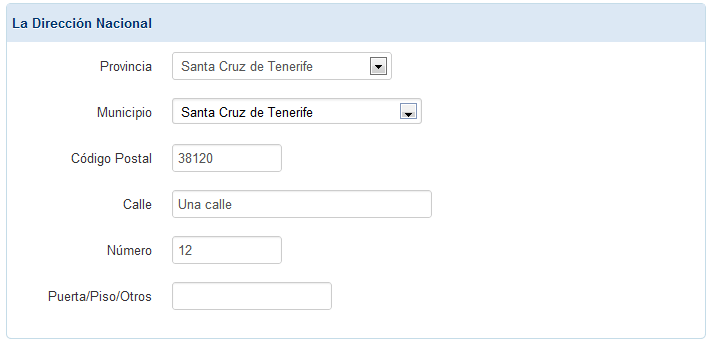 La Dirección Nacional
Provincia Santa Cruz de Tenerife
Municipio Santa Cruz de Tenerife
Código Postal 38120
Calle Una calle
Número 12
Puerta/Piso/Otros